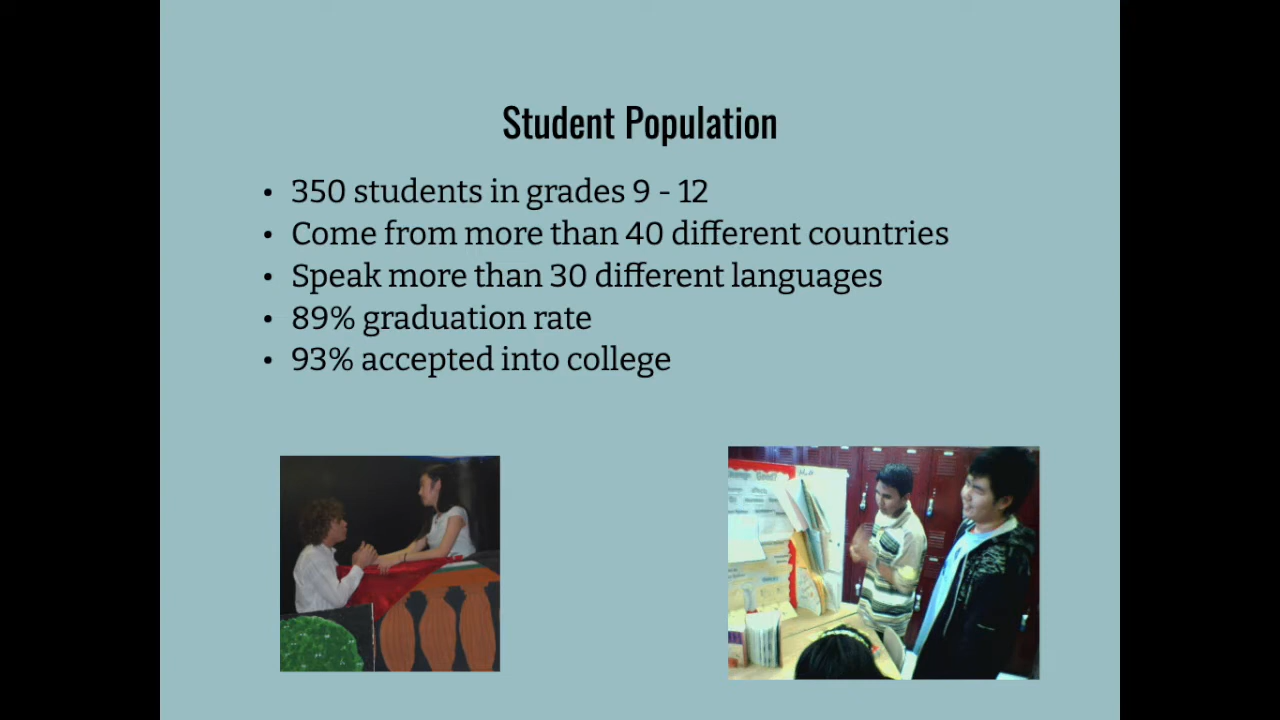 Student Population
• 350 students in grades 9 - 12
• Come from more than 40 different countries
• Speak more than 30 different languages
• 89% graduation rate
• 93% accepted into college